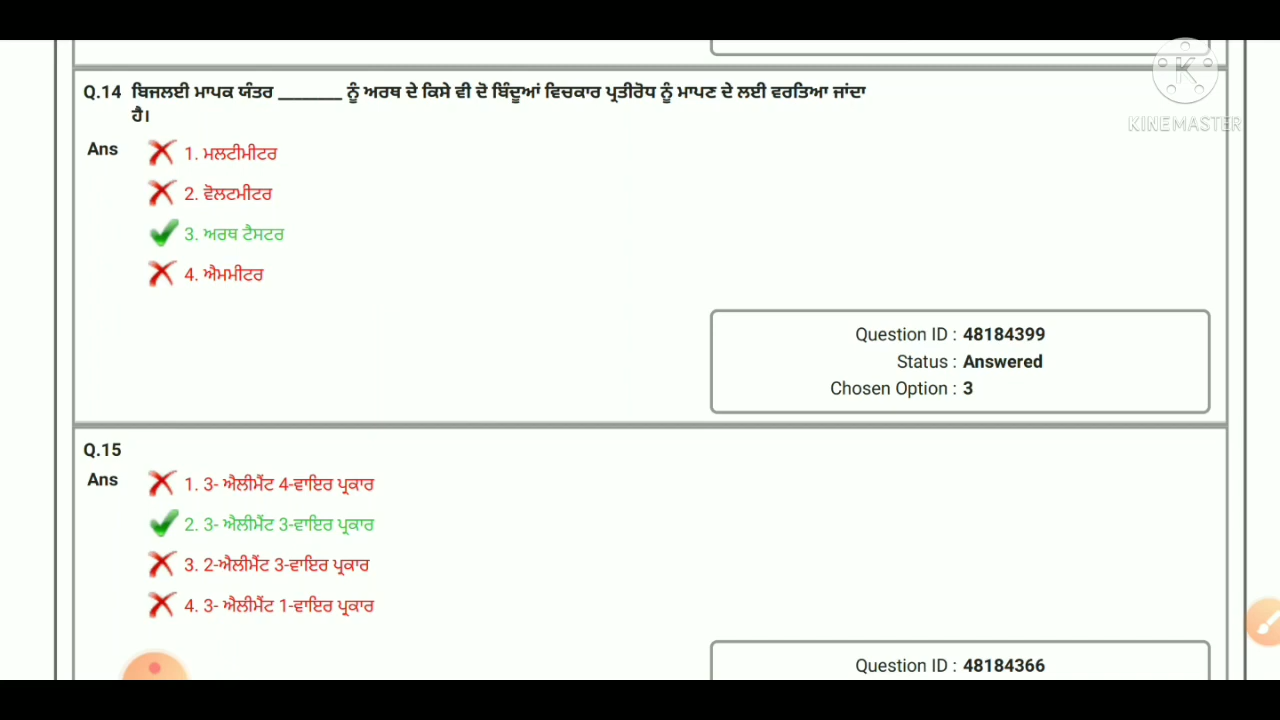 KINEMASTER
Q.14 ਬਿਜਲਈ ਮਾਪਕ ਯੰਤਰ ________ ਨੂੰ ਅਰਥ ਦੇ ਕਿਸੇ ਵੀ ਦੋ ਬਿੰਦੂਆਂ ਵਿਚਕਾਰ ਪ੍ਰਤੀਰੋਧ ਨੂੰ ਮਾਪਣ ਦੇ ਲਈ ਵਰਤਿਆ ਜਾਂਦਾ
ਹੈ।
Ans 1. ਮਲਟੀਮੀਟਰ
2. ਵੋਲਟਮੀਟਰ
3. ਅਰਥ ਟੈਸਟਰ
4. ਐਮਮੀਟਰ
Question ID : 48184399
Status : Answered
Chosen Option : 3
Q.15
Ans 1. 3- ਐਲੀਮੈਂਟ 4-ਵਾਇਰ ਪ੍ਰਕਾਰ
2. 3- ਐਲੀਮੈਂਟ 3-ਵਾਇਰ ਪ੍ਰਕਾਰ
3. 2-ਐਲੀਮੈਂਟ 3-ਵਾਇਰ ਪ੍ਰਕਾਰ
4. 3- ਐਲੀਮੈਂਟ 1-ਵਾਇਰ ਪ੍ਰਕਾਰ
Question ID : 48184366